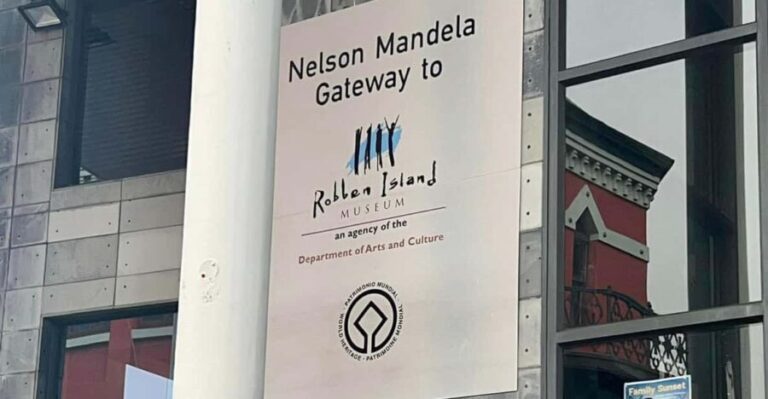 Nelson Mandela
Gateway to
Robben Island
MUSEUM
an agency of the
Department of Arts and Culture
PATRIMONIO MUNDIAL
WORLD HERITAGE
PATRIMOINE MONDIAL
Family Sunset